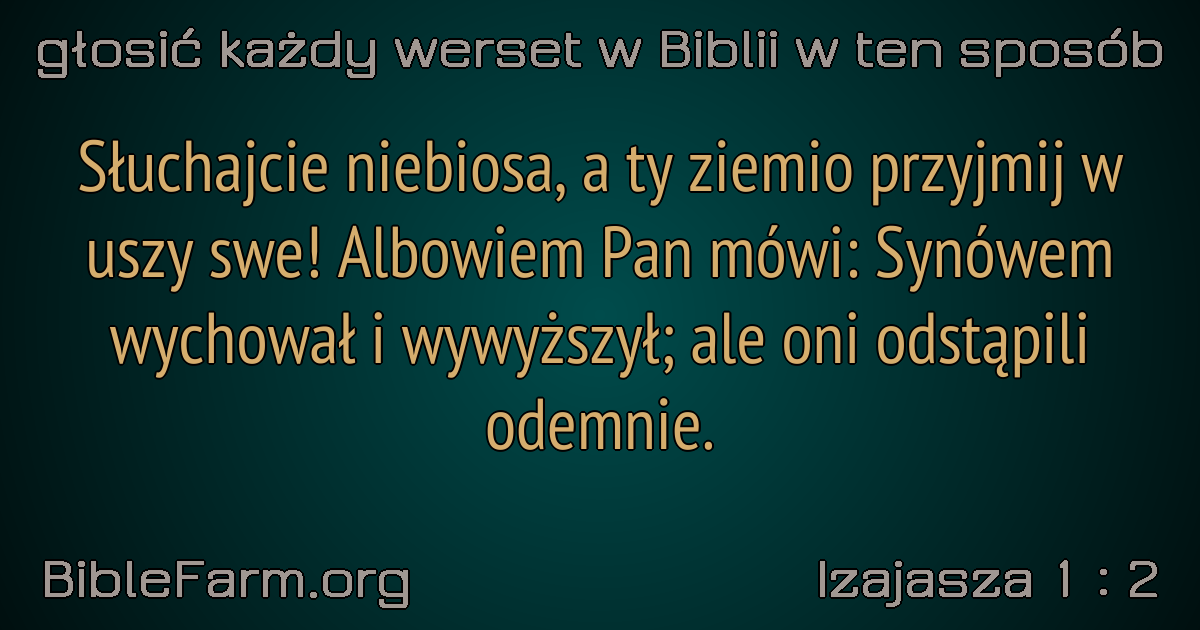 głosić każdy werset w Biblii w ten sposób
Słuchajcie niebiosa, a ty ziemio przyjmij w
uszy swe! Albowiem Pan mówi: Synówem
wychował i wywyższył; ale oni odstąpili
odemnie.
BibleFarm.org
Izajasza 1 : 2